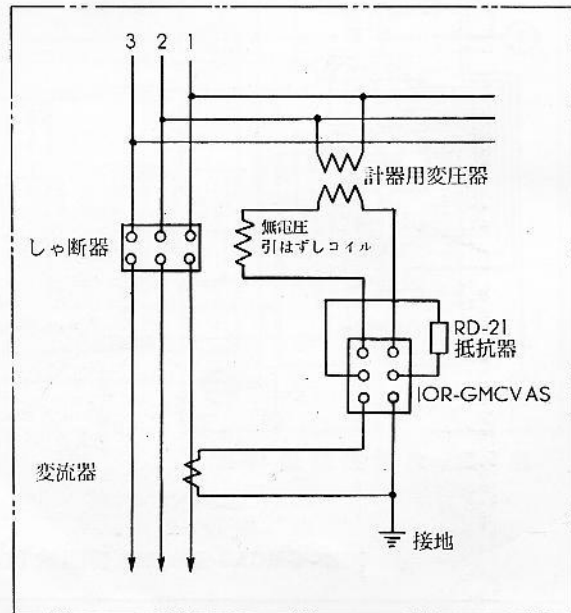 3 2 1
計器用変圧器
無電圧
引はずしコイル
しゃ断器
RD-21
抵抗器
IOR-GMCVAS
変流器
接地